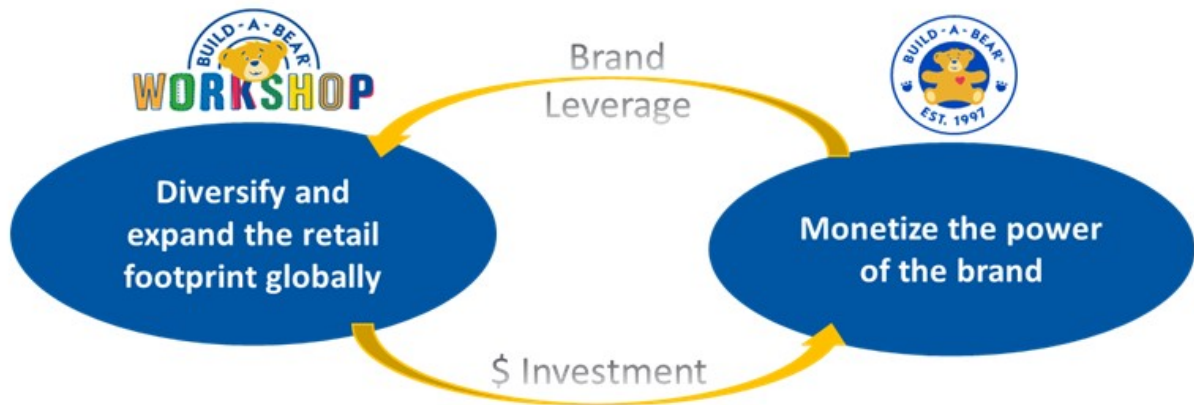 BUILD-A-BEAR
WORKSHOP
Brand
Leverage
BUILD-A-BEAR
EST. 1997
Diversify and
expand the retail
footprint globally
Monetize the power
of the brand
$ Investment